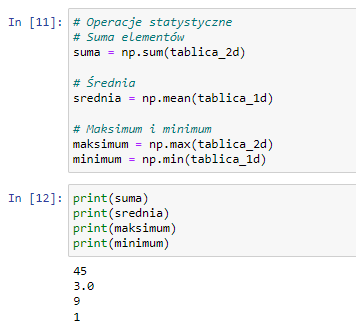 In [11]: # Operacje statystyczne
# Suma elementów
suma = np.sum(tablica_2d)
# Średnia
srednia = np.mean(tablica_1d)
# Maksimum i minimum
maksimum = np.max(tablica_2d)
minimum = np.min(tablica_1d)
In [12]: print(suma)
print(srednia)
print(maksimum)
print(minimum)
45
3.0
9
1